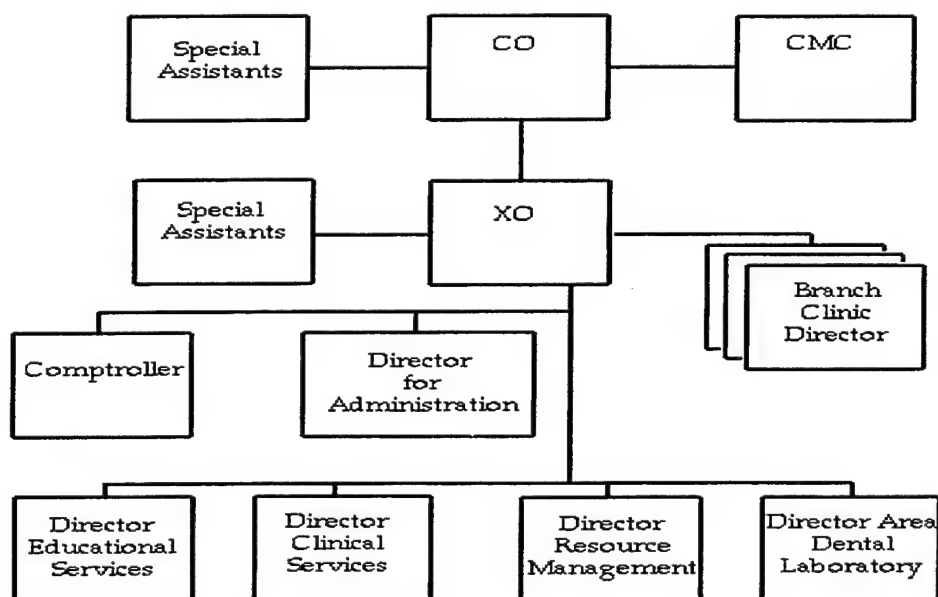 Special
Assistants
CO
CMC
Special
Assistants
XO
Branch
Clinic
Director
Comptroller
Director
for
Administration
Director
Educational
Services
Director
Clinical
Services
Director
Resource
Management
Director Area
Dental
Laboratory